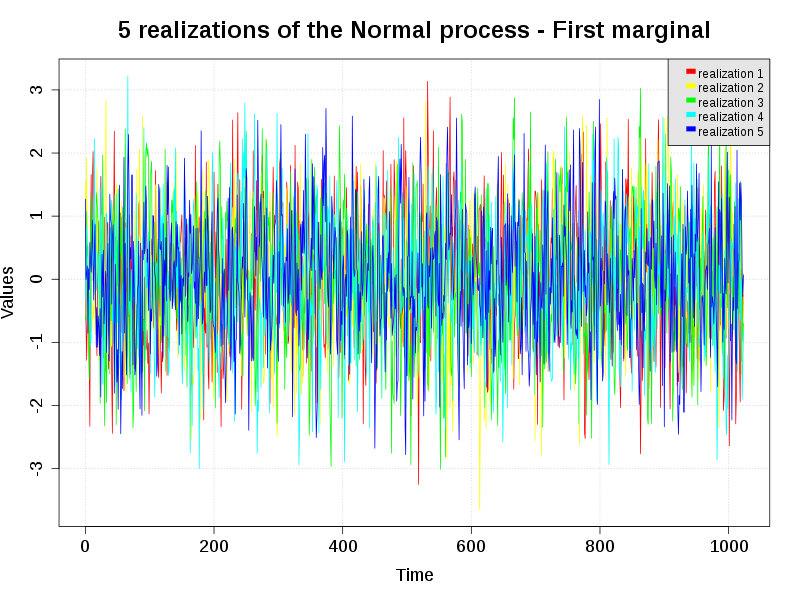 5 realizations of the Normal process - First marginal
realization 1
realization 2
realization 3
realization 4
realization 5
3
2
1
0
-1
-2
-3
Values
0 200 400 600 800 1000
Time